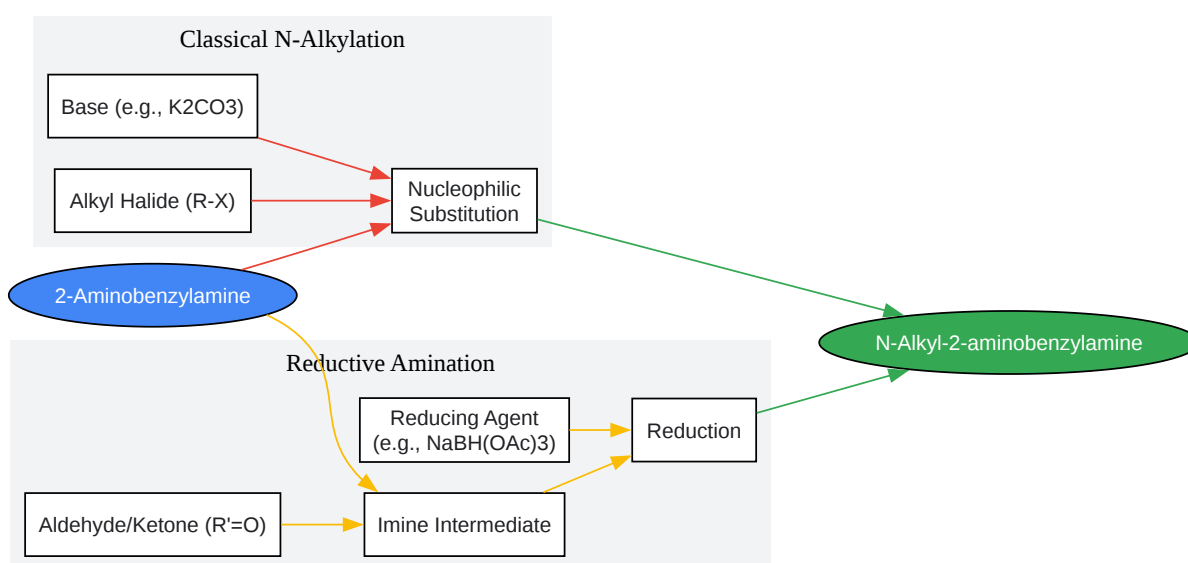 Classical N-Alkylation
Base (e.g., K2CO3)
Alkyl Halide (R-X)
Nucleophilic
Substitution
2-Aminobenzylamine
N-Alkyl-2-aminobenzylamine
Reductive Amination
Reducing Agent
(e.g., NaBH(OAc)3)
Reduction
Aldehyde/Ketone (R'=O)
Imine Intermediate